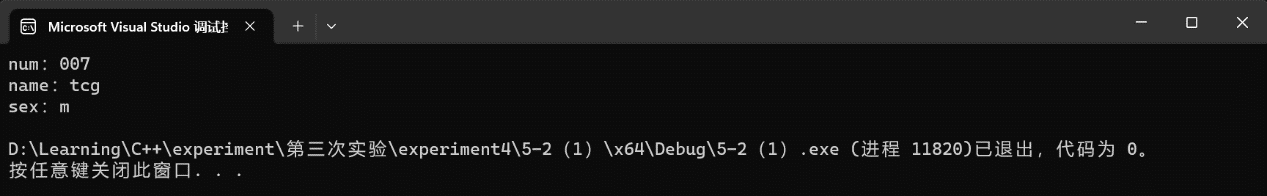 Microsoft Visual Studio 调试
num: 007
name: tcg
sex: m
D:\Learning\C++\experiment\第三次实验\experiment4\5-2（1）\x64\Debug\5-2（1）.exe (进程 11820)已退出，代码为 0。
按任意键关闭此窗口. . .